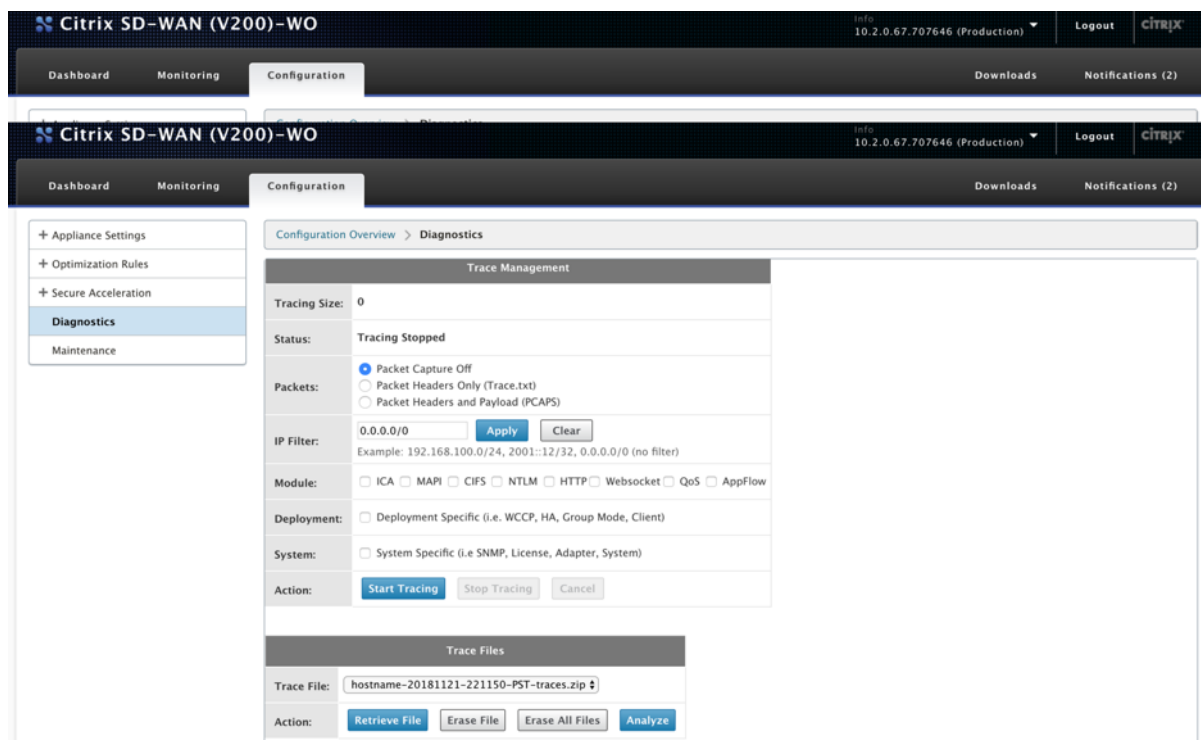 Citrix SD-WAN (V200)-WO
Info
10.2.0.67.707646 (Production)
Logout
CİTRIX
Dashboard Monitoring Configuration Downloads Notifications (2)
Citrix SD-WAN (V200)-WO
Info
10.2.0.67.707646 (Production)
Logout
CİTRIX
Dashboard Monitoring Configuration Downloads Notifications (2)
+ Appliance Settings
+ Optimization Rules
+ Secure Acceleration
Diagnostics
Maintenance
Configuration Overview > Diagnostics
Trace Management
Tracing Size: 0
Status: Tracing Stopped
Packets:
Packet Capture Off
Packet Headers Only (Trace.txt)
Packet Headers and Payload (PCAPS)
IP Filter: 0.0.0.0/0 Apply Clear
Example: 192.168.100.0/24, 2001::12/32, 0.0.0.0/0 (no filter)
Module: ICA MAPI CIFS NTLM HTTP Websocket QoS AppFlow
Deployment: Deployment Specific (i.e. WCCP, HA, Group Mode, Client)
System: System Specific (i.e SNMP, License, Adapter, System)
Action: Start Tracing Stop Tracing Cancel
Trace Files
Trace File: hostname-20181121-221150-PST-traces.zip
Action: Retrieve File Erase File Erase All Files Analyze